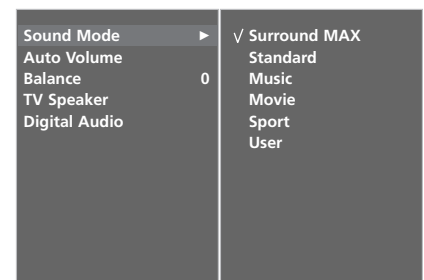 Sound Mode ►
Auto Volume
Balance 0
TV Speaker
Digital Audio
√ Surround MAX
Standard
Music
Movie
Sport
User